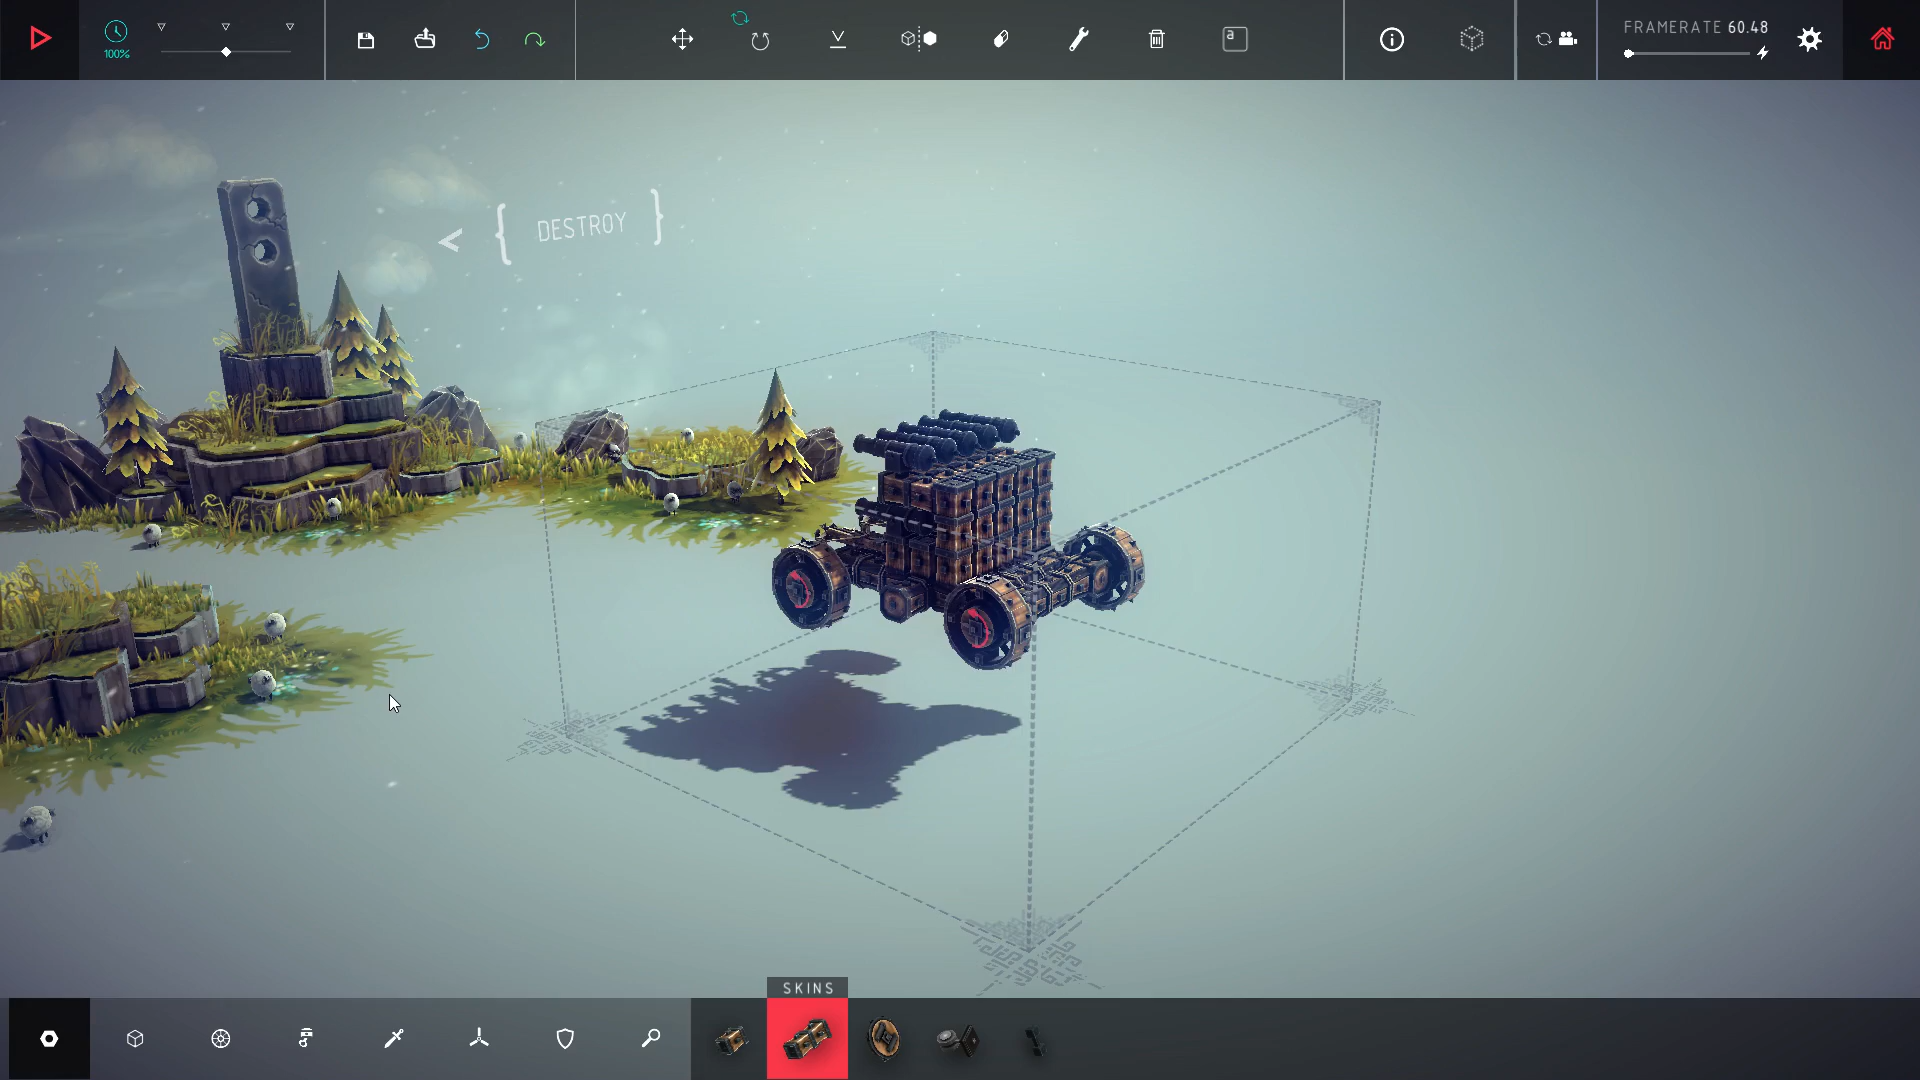 100%
a
FRAMERATE 60.48
< { DESTROY }
SKINS